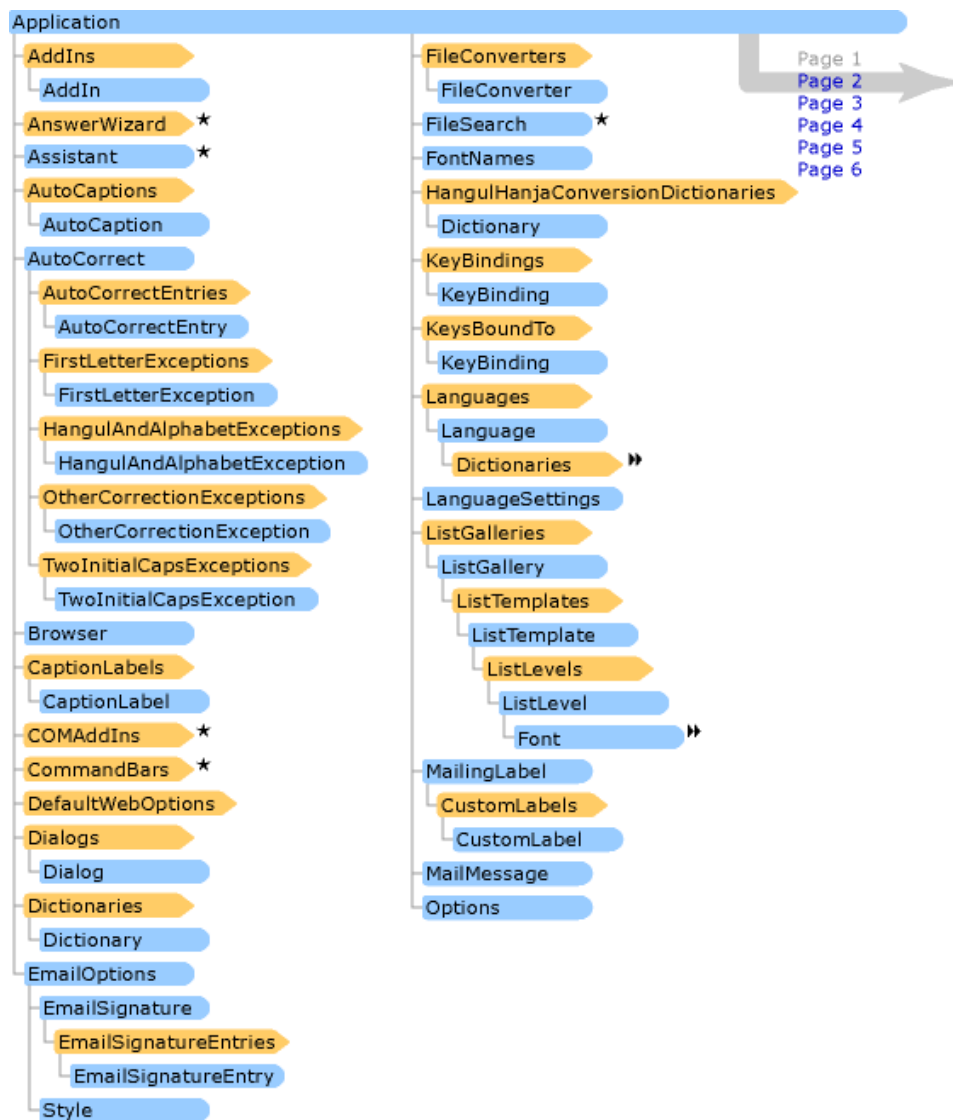 Application
AddIns
AddIn
AnswerWizard ★
Assistant ★
AutoCaptions
AutoCaption
AutoCorrect
AutoCorrectEntries
AutoCorrectEntry
FirstLetterExceptions
FirstLetterException
HangulAndAlphabetExceptions
HangulAndAlphabetException
OtherCorrectionExceptions
OtherCorrectionException
TwoInitialCapsExceptions
TwoInitialCapsException
Browser
CaptionLabels
CaptionLabel
COMAddIns ★
CommandBars ★
DefaultWebOptions
Dialogs
Dialog
Dictionaries
Dictionary
EmailOptions
EmailSignature
EmailSignatureEntries
EmailSignatureEntry
Style
FileConverters
FileConverter
FileSearch ★
FontNames
HangulHanjaConversionDictionaries
Dictionary
KeyBindings
KeyBinding
KeysBoundTo
KeyBinding
Languages
Language
Dictionaries
LanguageSettings
ListGalleries
ListGallery
ListTemplates
ListTemplate
ListLevels
ListLevel
Font
MailingLabel
CustomLabels
CustomLabel
MailMessage
Options
Page 1
Page 2
Page 3
Page 4
Page 5
Page 6